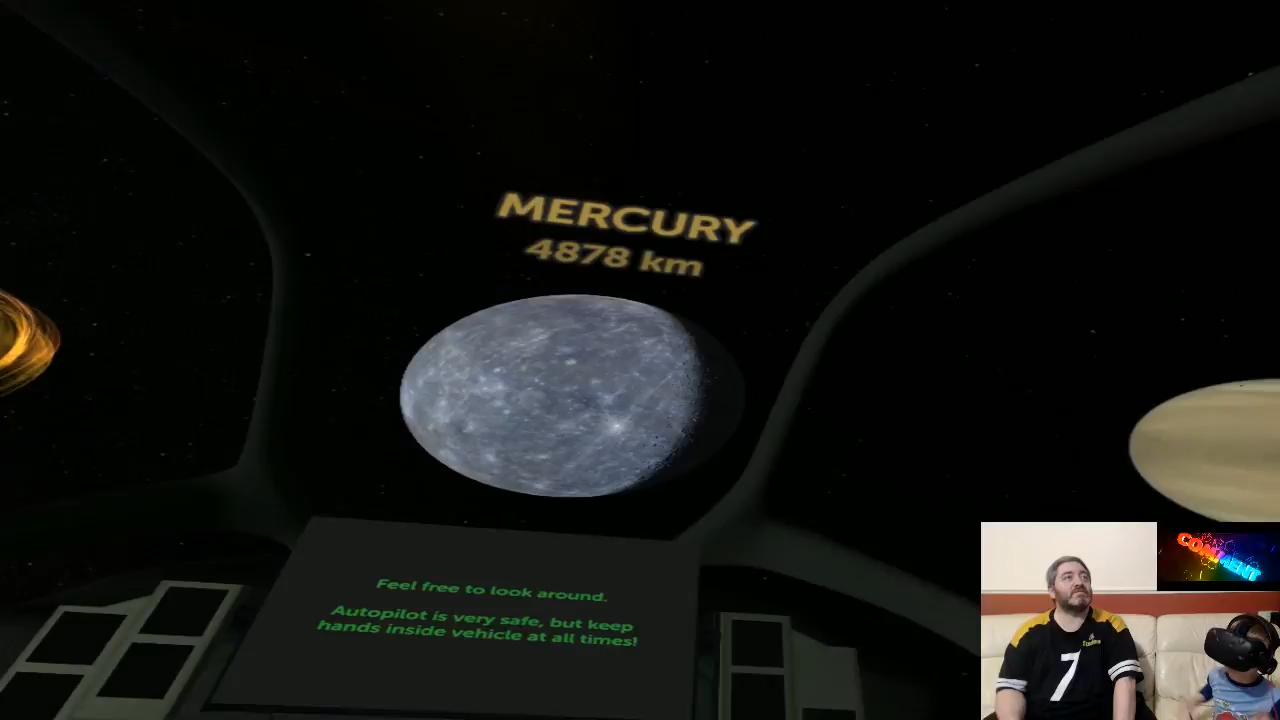 MERCURY
4878 km
Feel free to look around.
Autopilot is very safe, but keep
hands inside vehicle at all times!
COMMENT
7